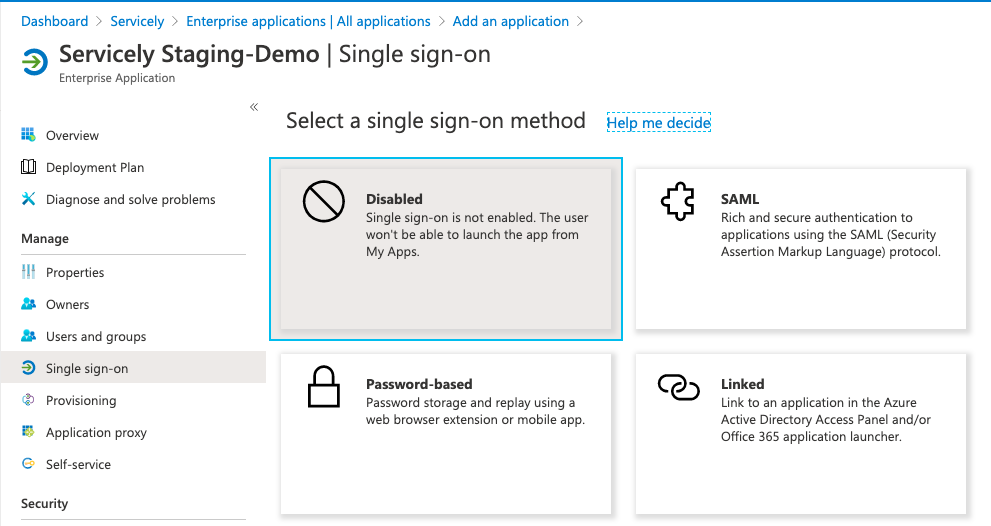 Dashboard > Servicely > Enterprise applications | All applications > Add an application >
Servicely Staging-Demo | Single sign-on
Enterprise Application
«
Overview
Deployment Plan
Diagnose and solve problems
Manage
Properties
Owners
Users and groups
Single sign-on
Provisioning
Application proxy
Self-service
Security
Select a single sign-on method Help me decide
Disabled
Single sign-on is not enabled. The user
won't be able to launch the app from
My Apps.
SAML
Rich and secure authentication to
applications using the SAML (Security
Assertion Markup Language) protocol.
Password-based
Password storage and replay using a
web browser extension or mobile app.
Linked
Link to an application in the Azure
Active Directory Access Panel and/or
Office 365 application launcher.